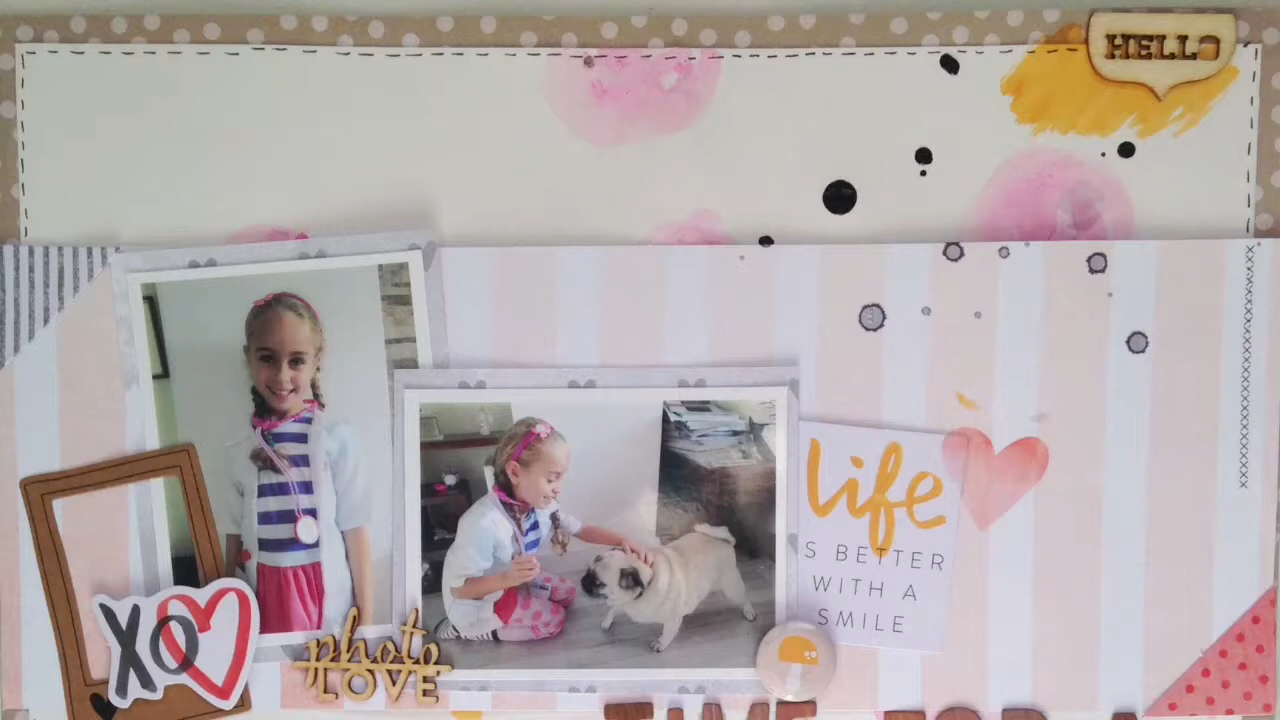 HELLO
life
S BETTER
WITH A
SMILE
XO
photo
LOVE